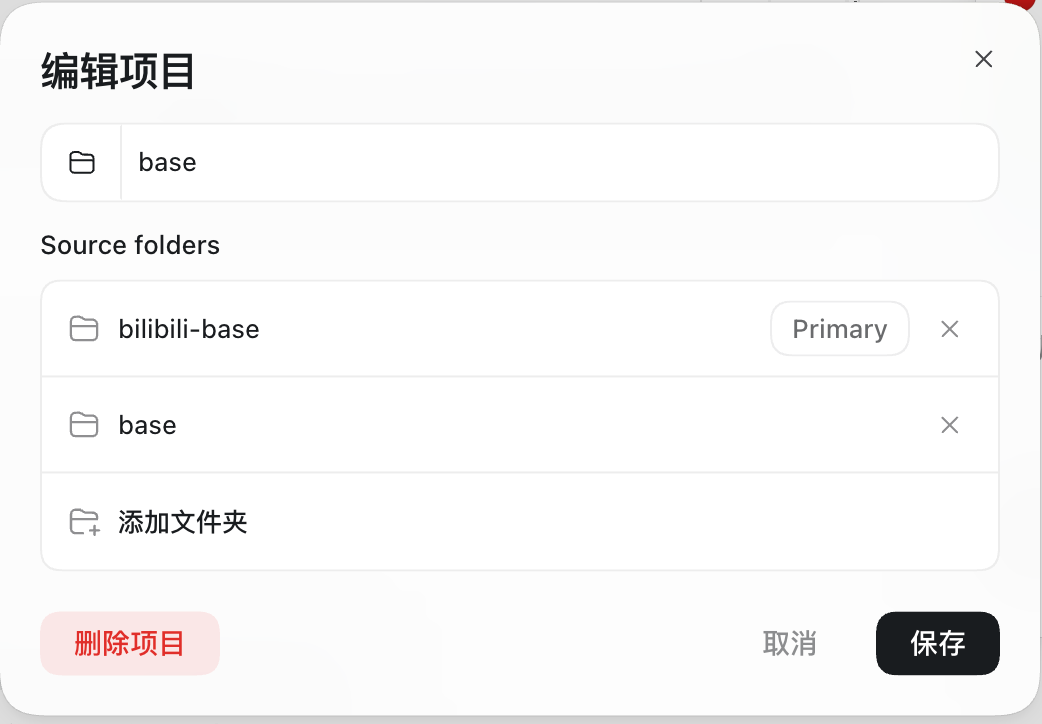 编辑项目
base
Source folders
bilibili-base
Primary
base
添加文件夹
删除项目
取消
保存